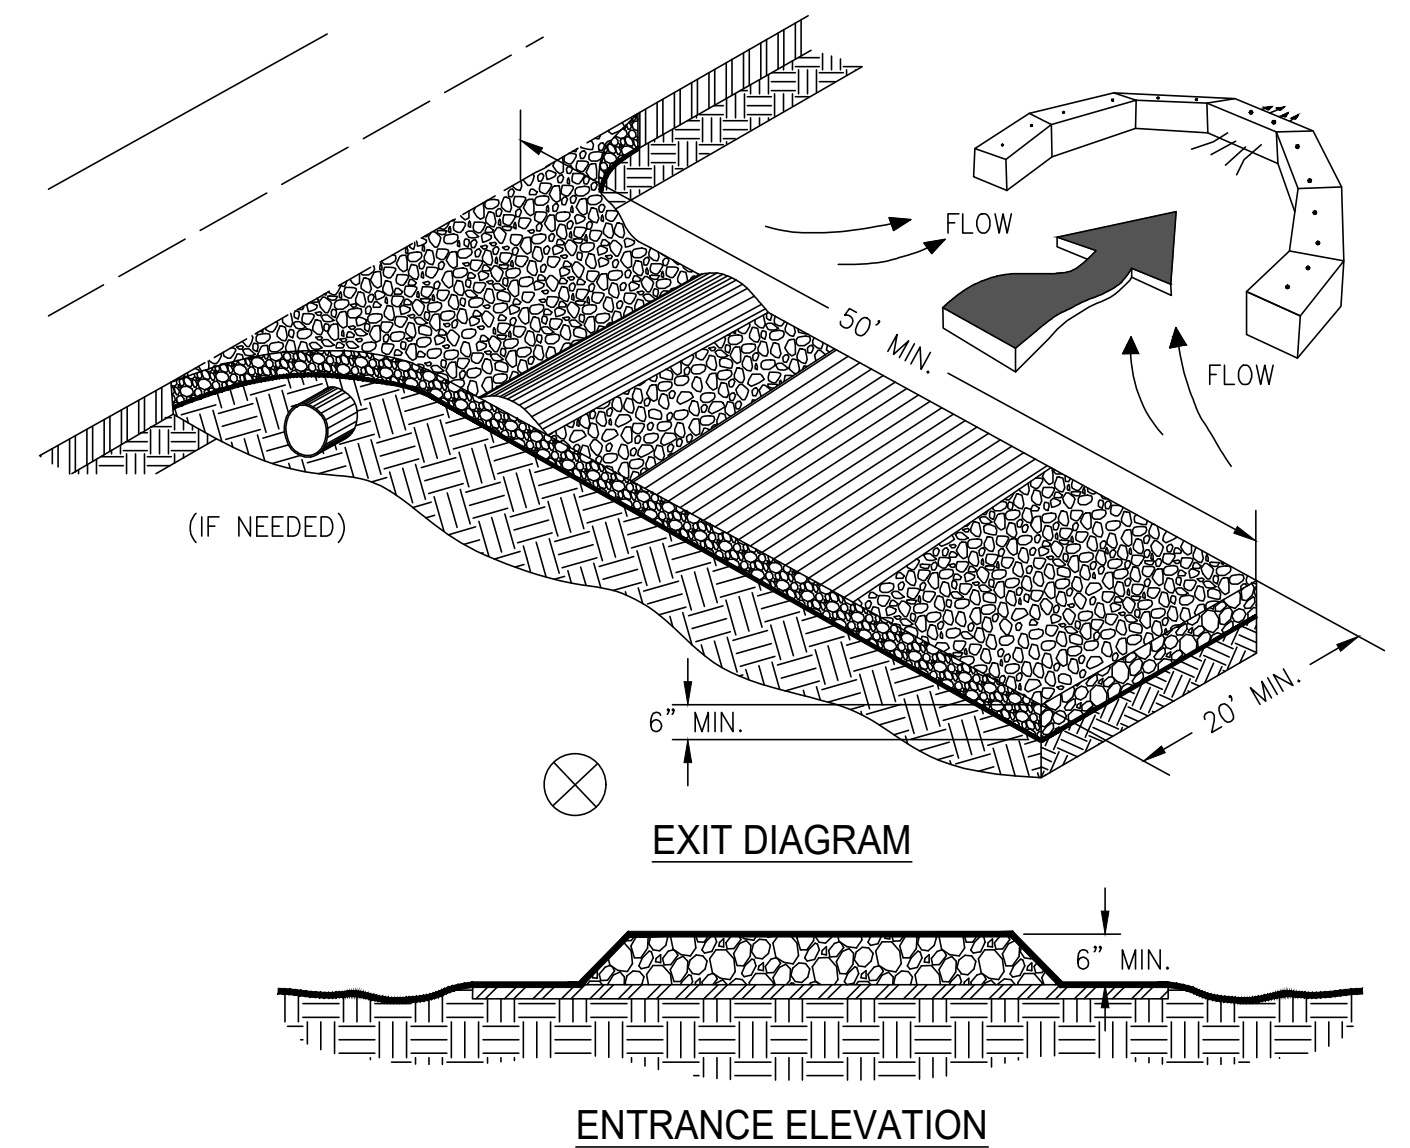 FLOW
50’ MIN.
FLOW
(IF NEEDED)
20’ MIN.
6” MIN.
EXIT DIAGRAM
6” MIN.
ENTRANCE ELEVATION